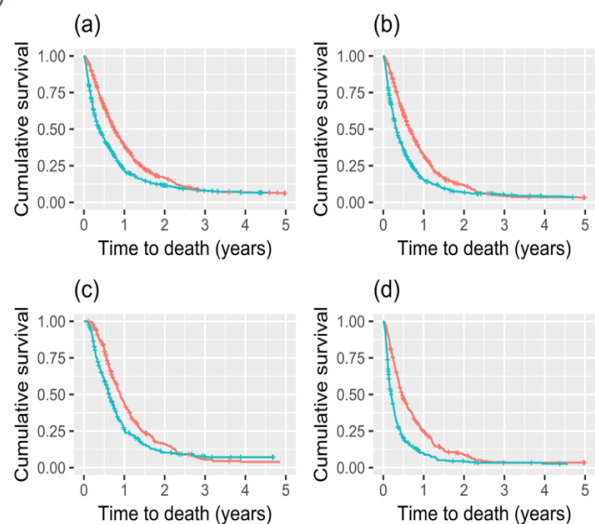 (a)
Cumulative survival
1.00
0.75
0.50
0.25
0.00
0 1 2 3 4 5
Time to death (years)
(b)
Cumulative survival
1.00
0.75
0.50
0.25
0.00
0 1 2 3 4 5
Time to death (years)
(c)
Cumulative survival
1.00
0.75
0.50
0.25
0.00
0 1 2 3 4 5
Time to death (years)
(d)
Cumulative survival
1.00
0.75
0.50
0.25
0.00
0 1 2 3 4 5
Time to death (years)